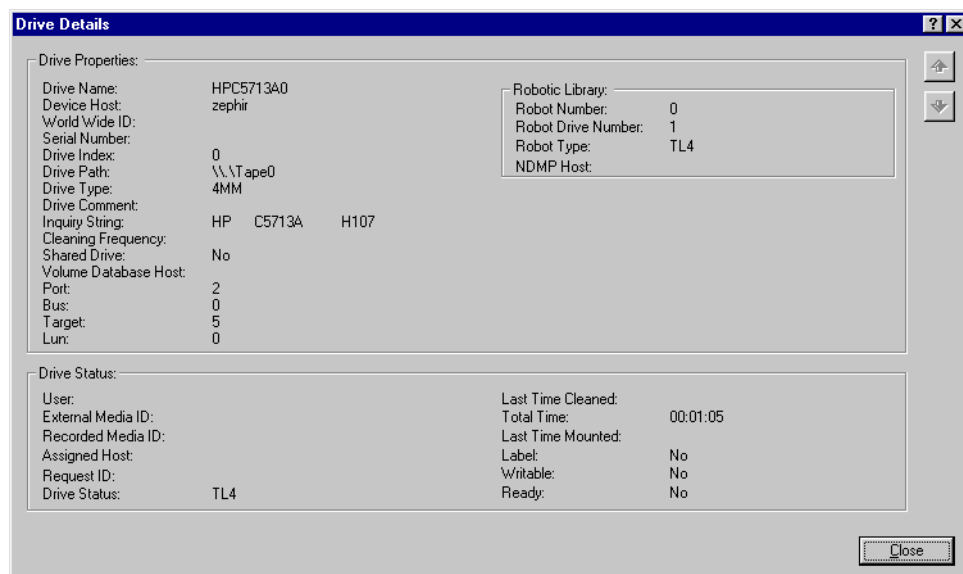 Drive Details
Drive Properties:
Drive Name: HPC5713A0
Device Host: zephir
World Wide ID:
Serial Number:
Drive Index: 0
Drive Path: \\.\Tape0
Drive Type: 4MM
Drive Comment:
Inquiry String: HP C5713A H107
Cleaning Frequency:
Shared Drive: No
Volume Database Host:
Port: 2
Bus: 0
Target: 5
Lun: 0
Robotic Library:
Robot Number: 0
Robot Drive Number: 1
Robot Type: TL4
NDMP Host:
Drive Status:
User:
External Media ID:
Recorded Media ID:
Assigned Host:
Request ID:
Drive Status: TL4
Last Time Cleaned:
Total Time: 00:01:05
Last Time Mounted:
Label: No
Writable: No
Ready: No
Close